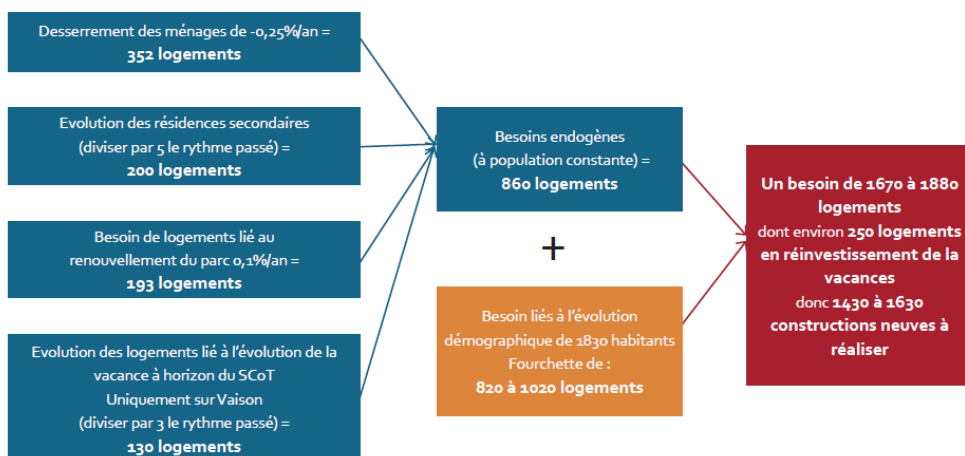 Desserrement des ménages de -0,25%/an =
352 logements
Evolution des résidences secondaires
(diviser par 5 le rythme passé) =
200 logements
Besoin de logements lié au
renouvellement du parc 0,1%/an =
193 logements
Evolution des logements lié à l'évolution de la
vacance à horizon du SCoT
Uniquement sur Vaison
(diviser par 3 le rythme passé) =
130 logements
Besoins endogènes
(à population constante) =
860 logements
+
Besoin liés à l'évolution
démographique de 1830 habitants
Fourchette de :
820 à 1020 logements
Un besoin de 1670 à 1880
logements
dont environ 250 logements
en réinvestissement de la
vacances
donc 1430 à 1630
constructions neuves à
réaliser